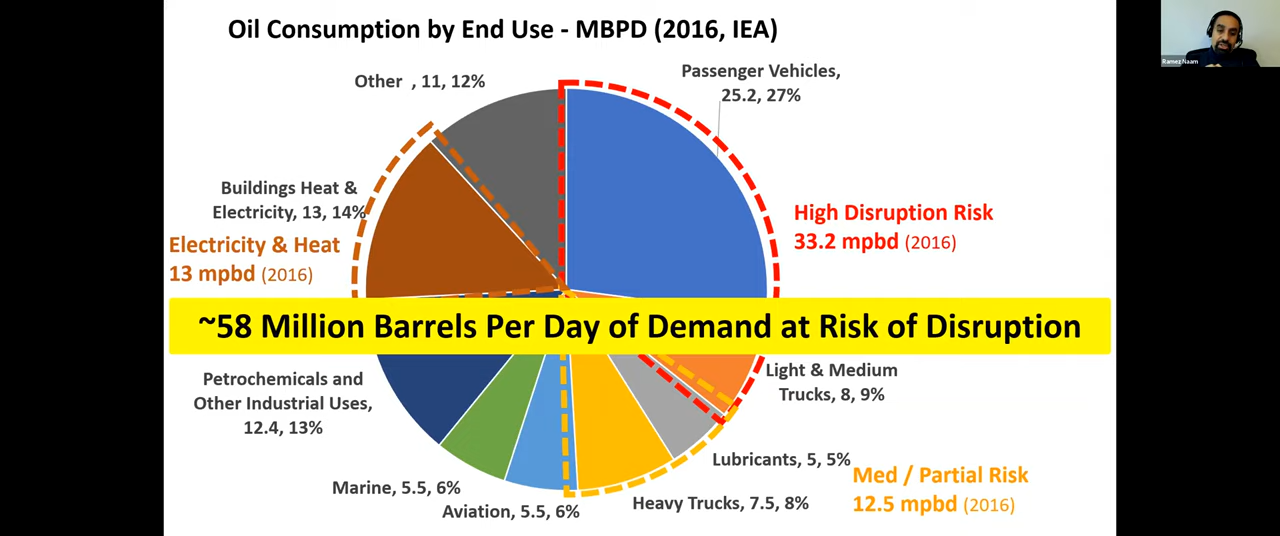 Oil Consumption by End Use - MBPD (2016, IEA)
Ramez Naam
Other , 11, 12%
Passenger Vehicles,
25.2, 27%
Buildings Heat &
Electricity, 13, 14%
High Disruption Risk
33.2 mpbd (2016)
Electricity & Heat
13 mpbd (2016)
~58 Million Barrels Per Day of Demand at Risk of Disruption
Light & Medium
Trucks, 8, 9%
Petrochemicals and
Other Industrial Uses,
12.4, 13%
Lubricants, 5, 5%
Med / Partial Risk
12.5 mpbd (2016)
Marine, 5.5, 6%
Heavy Trucks, 7.5, 8%
Aviation, 5.5, 6%